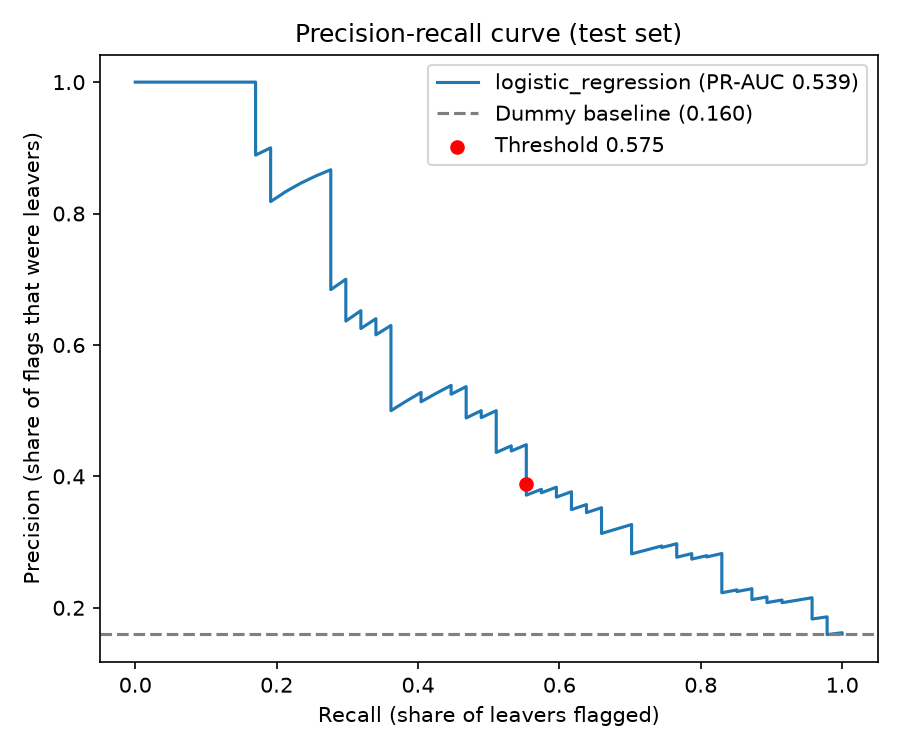 Precision-recall curve (test set)
logistic_regression (PR-AUC 0.539)
Dummy baseline (0.160)
Threshold 0.575
Precision (share of flags that were leavers)
1.0
0.8
0.6
0.4
0.2
0.0 0.2 0.4 0.6 0.8 1.0
Recall (share of leavers flagged)